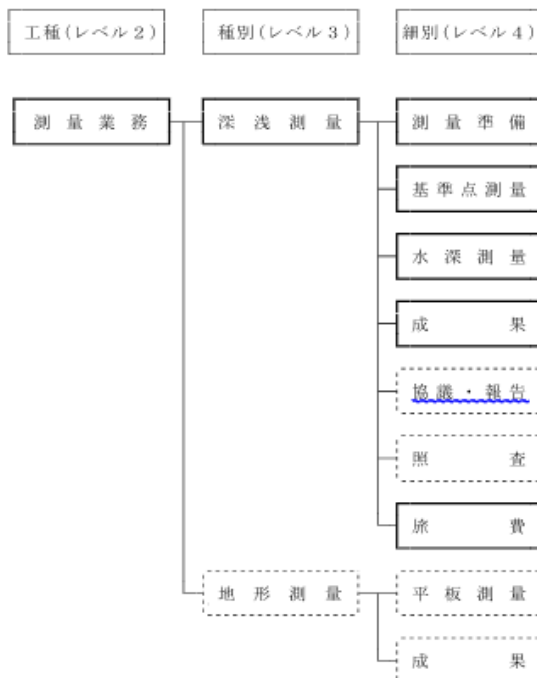 工種(レベル2) 種別(レベル3) 細別(レベル4)
測量業務 深浅測量 測量準備
基準点測量
水深測量
成果
協議・報告
照査
旅費
地形測量 平板測量
成果